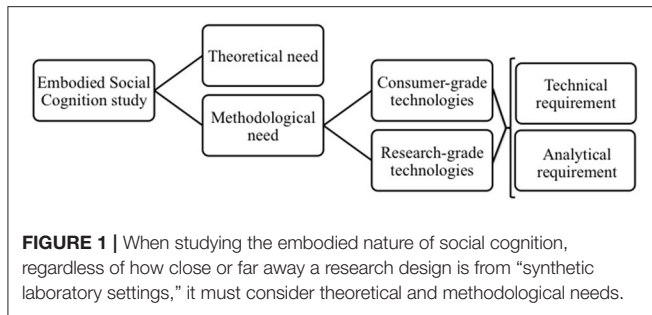 Embodied Social
Cognition study
Theoretical need
Methodological
need
Consumer-grade
technologies
Research-grade
technologies
Technical
requirement
Analytical
requirement
FIGURE 1 | When studying the embodied nature of social cognition,
regardless of how close or far away a research design is from “synthetic
laboratory settings,” it must consider theoretical and methodological needs.